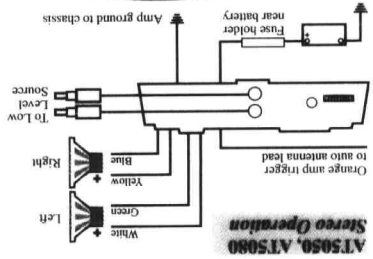 AT5050, AT5080
Stereo Operation
White
Green
Left
Yellow
Blue
Right
Orange amp trigger
to auto antenna lead
To Low
Level
Source
Fuse holder
near battery
Amp ground to chassis